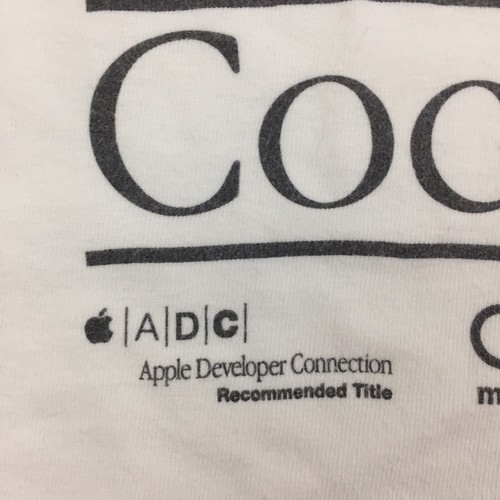 Coc
|A|D|C|
Apple Developer Connection
Recommended Title
m